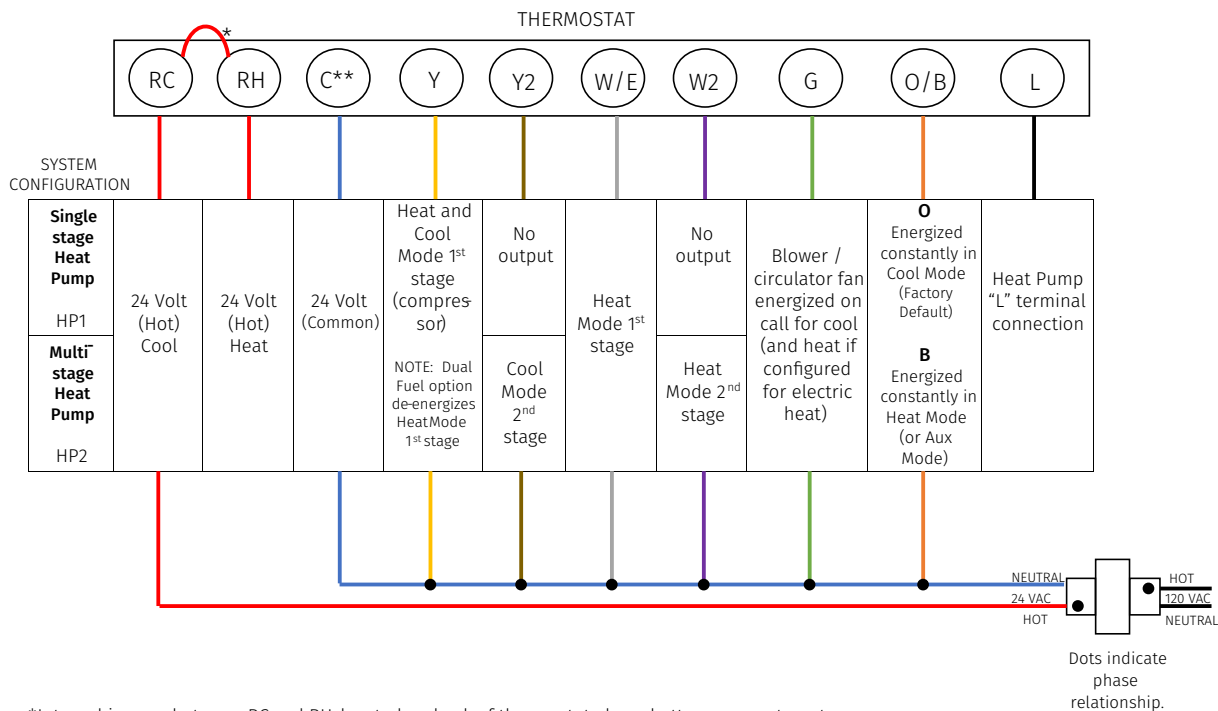 THERMOSTAT
*
RC
RH
C**
Y
Y2
W/E
W2
G
O/B
L
SYSTEM
CONFIGURATION
Single
stage
Heat
Pump
HP1
Multi-
stage
Heat
Pump
HP2
24 Volt
(Hot)
Cool
24 Volt
(Hot)
Heat
24 Volt
(Common)
Heat and
Cool
Mode 1st
stage
(compres-
sor)
NOTE: Dual
Fuel option
de-energizes
HeatMode
1st stage
No
output
Cool
Mode
2nd
stage
Heat
Mode 1st
stage
No
output
Heat
Mode 2nd
stage
Blower /
circulator fan
energized on
call for cool
(and heat if
configured
for electric
heat)
O
Energized
constantly in
Cool Mode
(Factory
Default)
B
Energized
constantly in
Heat Mode
(or Aux
Mode)
Heat Pump
“L” terminal
connection
NEUTRAL
24 VAC
HOT
HOT
120 VAC
NEUTRAL
Dots indicate
phase
relationship.